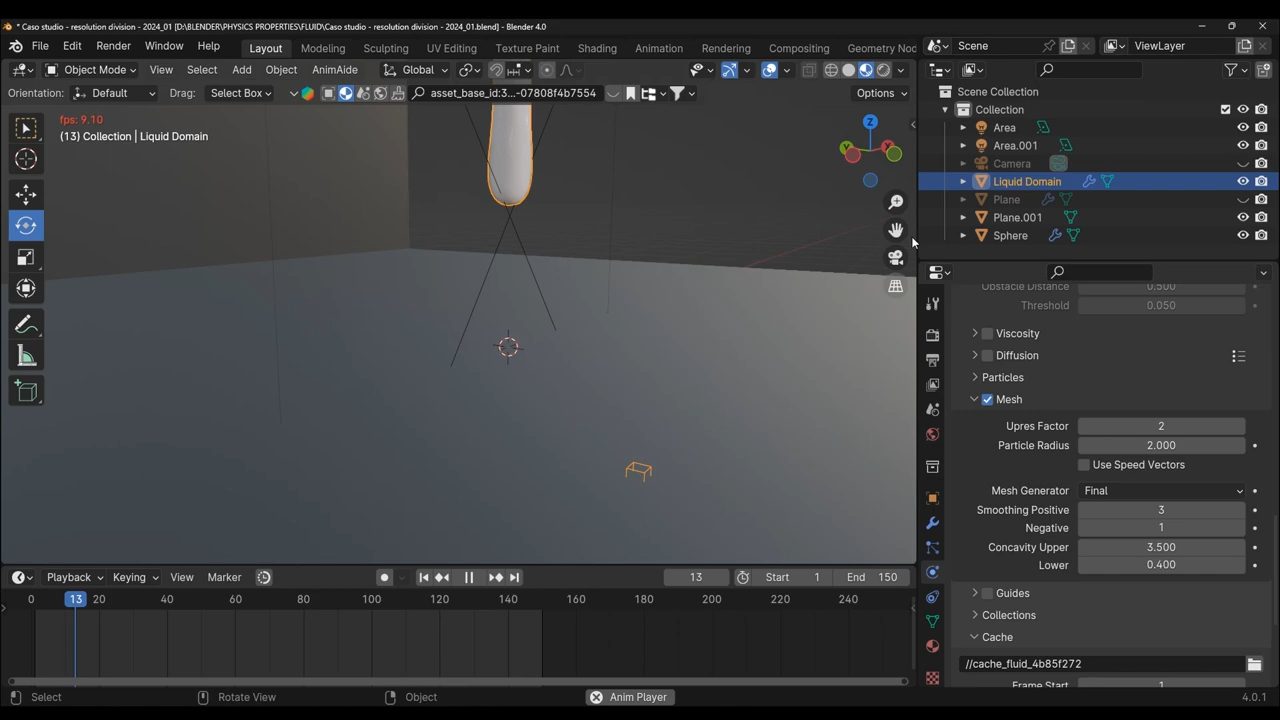 * Caso studio - resolution division - 2024_01 [D:\BLENDER\PHYSICS PROPERTIES\FLUID\Caso studio - resolution division - 2024_01.blend] - Blender 4.0
File Edit Render Window Help Layout Modeling Sculpting UV Editing Texture Paint Shading Animation Rendering Compositing Geometry Nod Scene ViewLayer
Object Mode View Select Add Object AnimAide Global
Orientation: Default Drag: Select Box asset_base_id:3...-07808f4b7554 Options
Scene Collection
Collection
Area
Area.001
Camera
Liquid Domain
Plane
Plane.001
Sphere
fps: 9.10
(13) Collection | Liquid Domain
Z
Y
X
Obstacle Distance 0.500
Threshold 0.050
Viscosity
Diffusion
Particles
Mesh
Upres Factor 2
Particle Radius 2.000
Use Speed Vectors
Mesh Generator Final
Smoothing Positive 3
Negative 1
Concavity Upper 3.500
Lower 0.400
Guides
Collections
Cache
//cache_fluid_4b85f272
Frame Start 1
Playback Keying View Marker 13 Start 1 End 150
0 13 20 40 60 80 100 120 140 160 180 200 220 240
Select Rotate View Object Anim Player 4.0.1